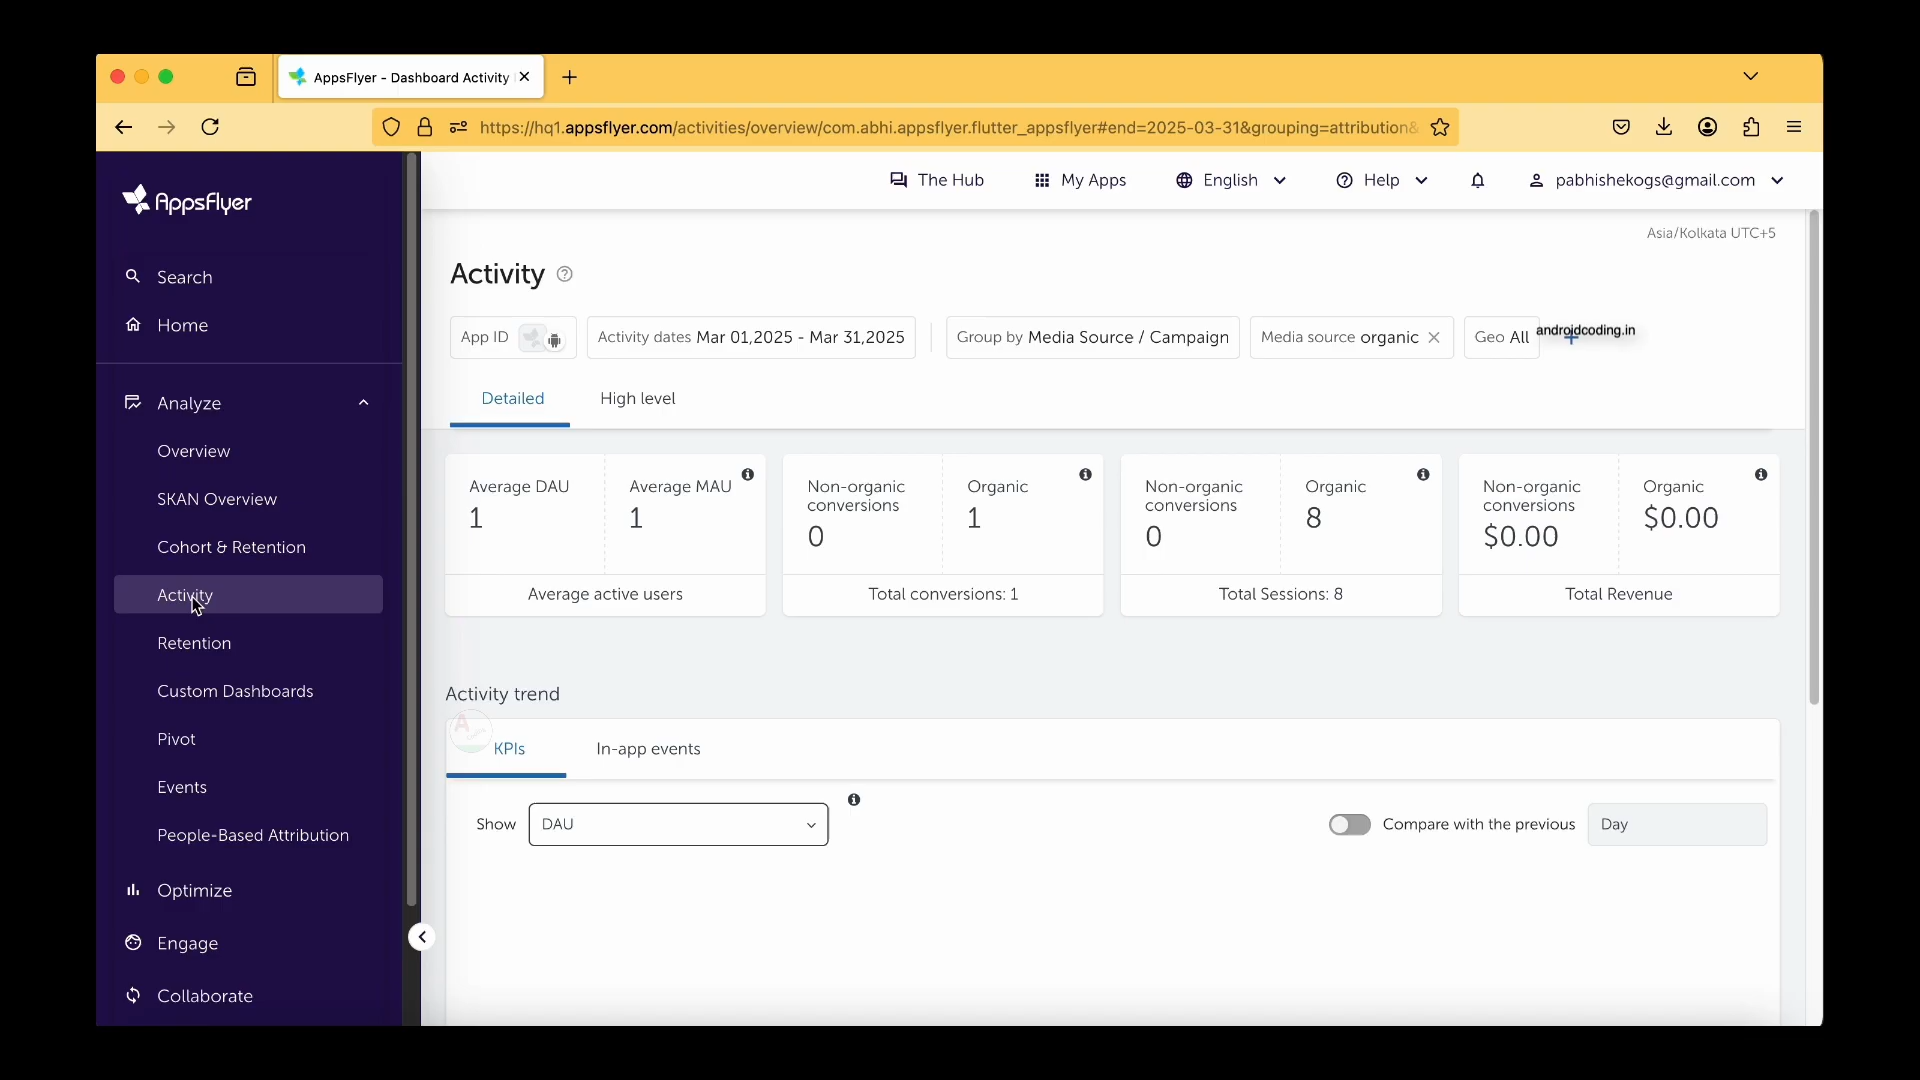 AppsFlyer - Dashboard Activity
https://hq1.appsflyer.com/activities/overview/com.abhi.appsflyer.flutter_appsflyer#end=2025-03-31&grouping=attribution&
AppsFlyer
The Hub
My Apps
English
Help
pabhishekogs@gmail.com
Asia/Kolkata UTC+5
Search
Home
Analyze
Overview
SKAN Overview
Cohort & Retention
Activity
Retention
Custom Dashboards
Pivot
Events
People-Based Attribution
Optimize
Engage
Collaborate
Activity
App ID
Activity dates Mar 01,2025 - Mar 31,2025
Group by Media Source / Campaign
Media source organic
Geo All
androidcoding.in
Detailed
High level
Average DAU
1
Average MAU
1
Average active users
Non-organic
conversions
0
Organic
1
Total conversions: 1
Non-organic
conversions
0
Organic
8
Total Sessions: 8
Non-organic
conversions
$0.00
Organic
$0.00
Total Revenue
Activity trend
KPIs
In-app events
Show
DAU
Compare with the previous
Day